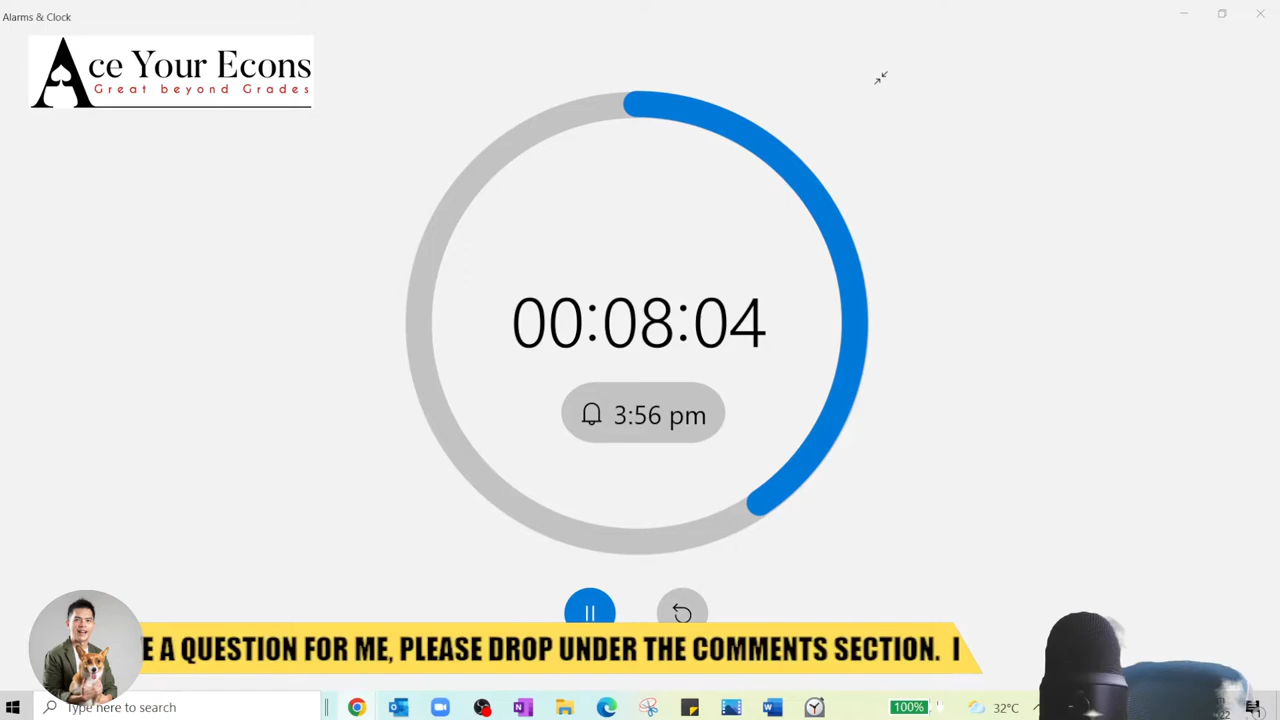 Alarms & Clock
Ace Your Econs
Great beyond Grades
00:08:04
3:56 pm
E A QUESTION FOR ME, PLEASE DROP UNDER THE COMMENTS SECTION. I
Type here to search
100%
32°C